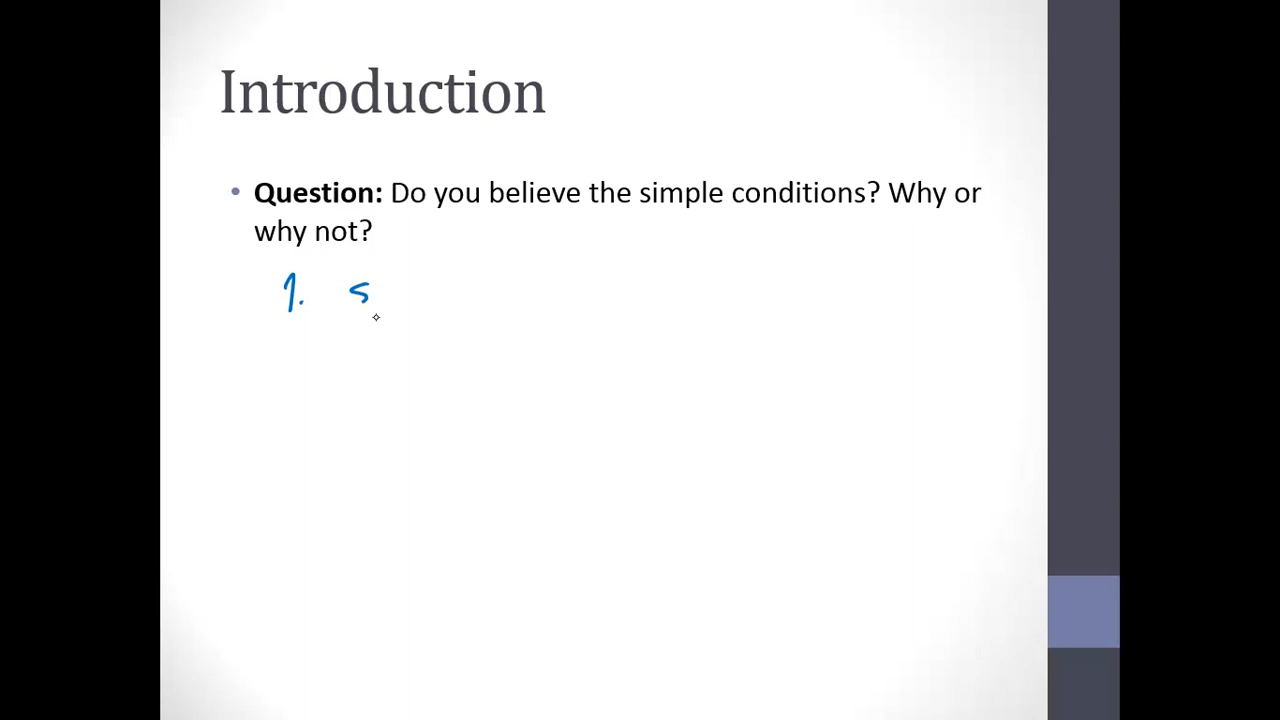 Introduction
• Question: Do you believe the simple conditions? Why or
why not?
1. s